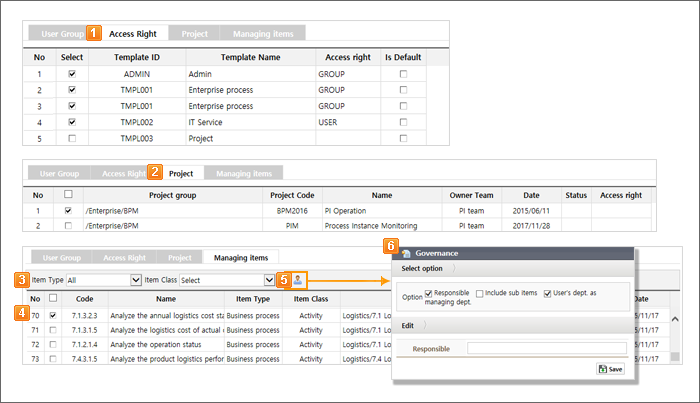 User Group 1 Access Right Project Managing items
No Select Template ID Template Name Access right Is Default
1 ADMIN Admin GROUP
2 TMPL001 Enterprise process GROUP
3 TMPL001 Enterprise process GROUP
4 TMPL002 IT Service USER
5 TMPL003 Project
User Group Access Right 2 Project Managing items
No Project group Project Code Name Owner Team Date Status Access right
1 /Enterprise/BPM BPM2016 PI Operation PI team 2015/06/11
2 /Enterprise/BPM PIM Process Instance Monitoring PI team 2017/11/28
User Group Access Right Project Managing items
3 Item Type All Item Class Select 5
No Code Name Item Type Item Class Date
4 70 7.1.3.2.3 Analyze the annual logistics cost sta Business process Activity Logistics/7.1 Lo 5/11/17
71 7.1.3.1.5 Analyze the logistics cost of actual Business process Activity Logistics/7.1 Lo 5/11/17
72 7.1.2.1.4 Analyze the operation status Business process Activity Logistics/7.1 Lo 5/11/17
73 7.4.3.1.5 Analyze the product logistics perfor Business process Activity Logistics/7.4 Lo 5/11/17
6 Governance
Select option
Option Responsible Include sub items User's dept. as
managing dept.
Edit
Responsible
Save